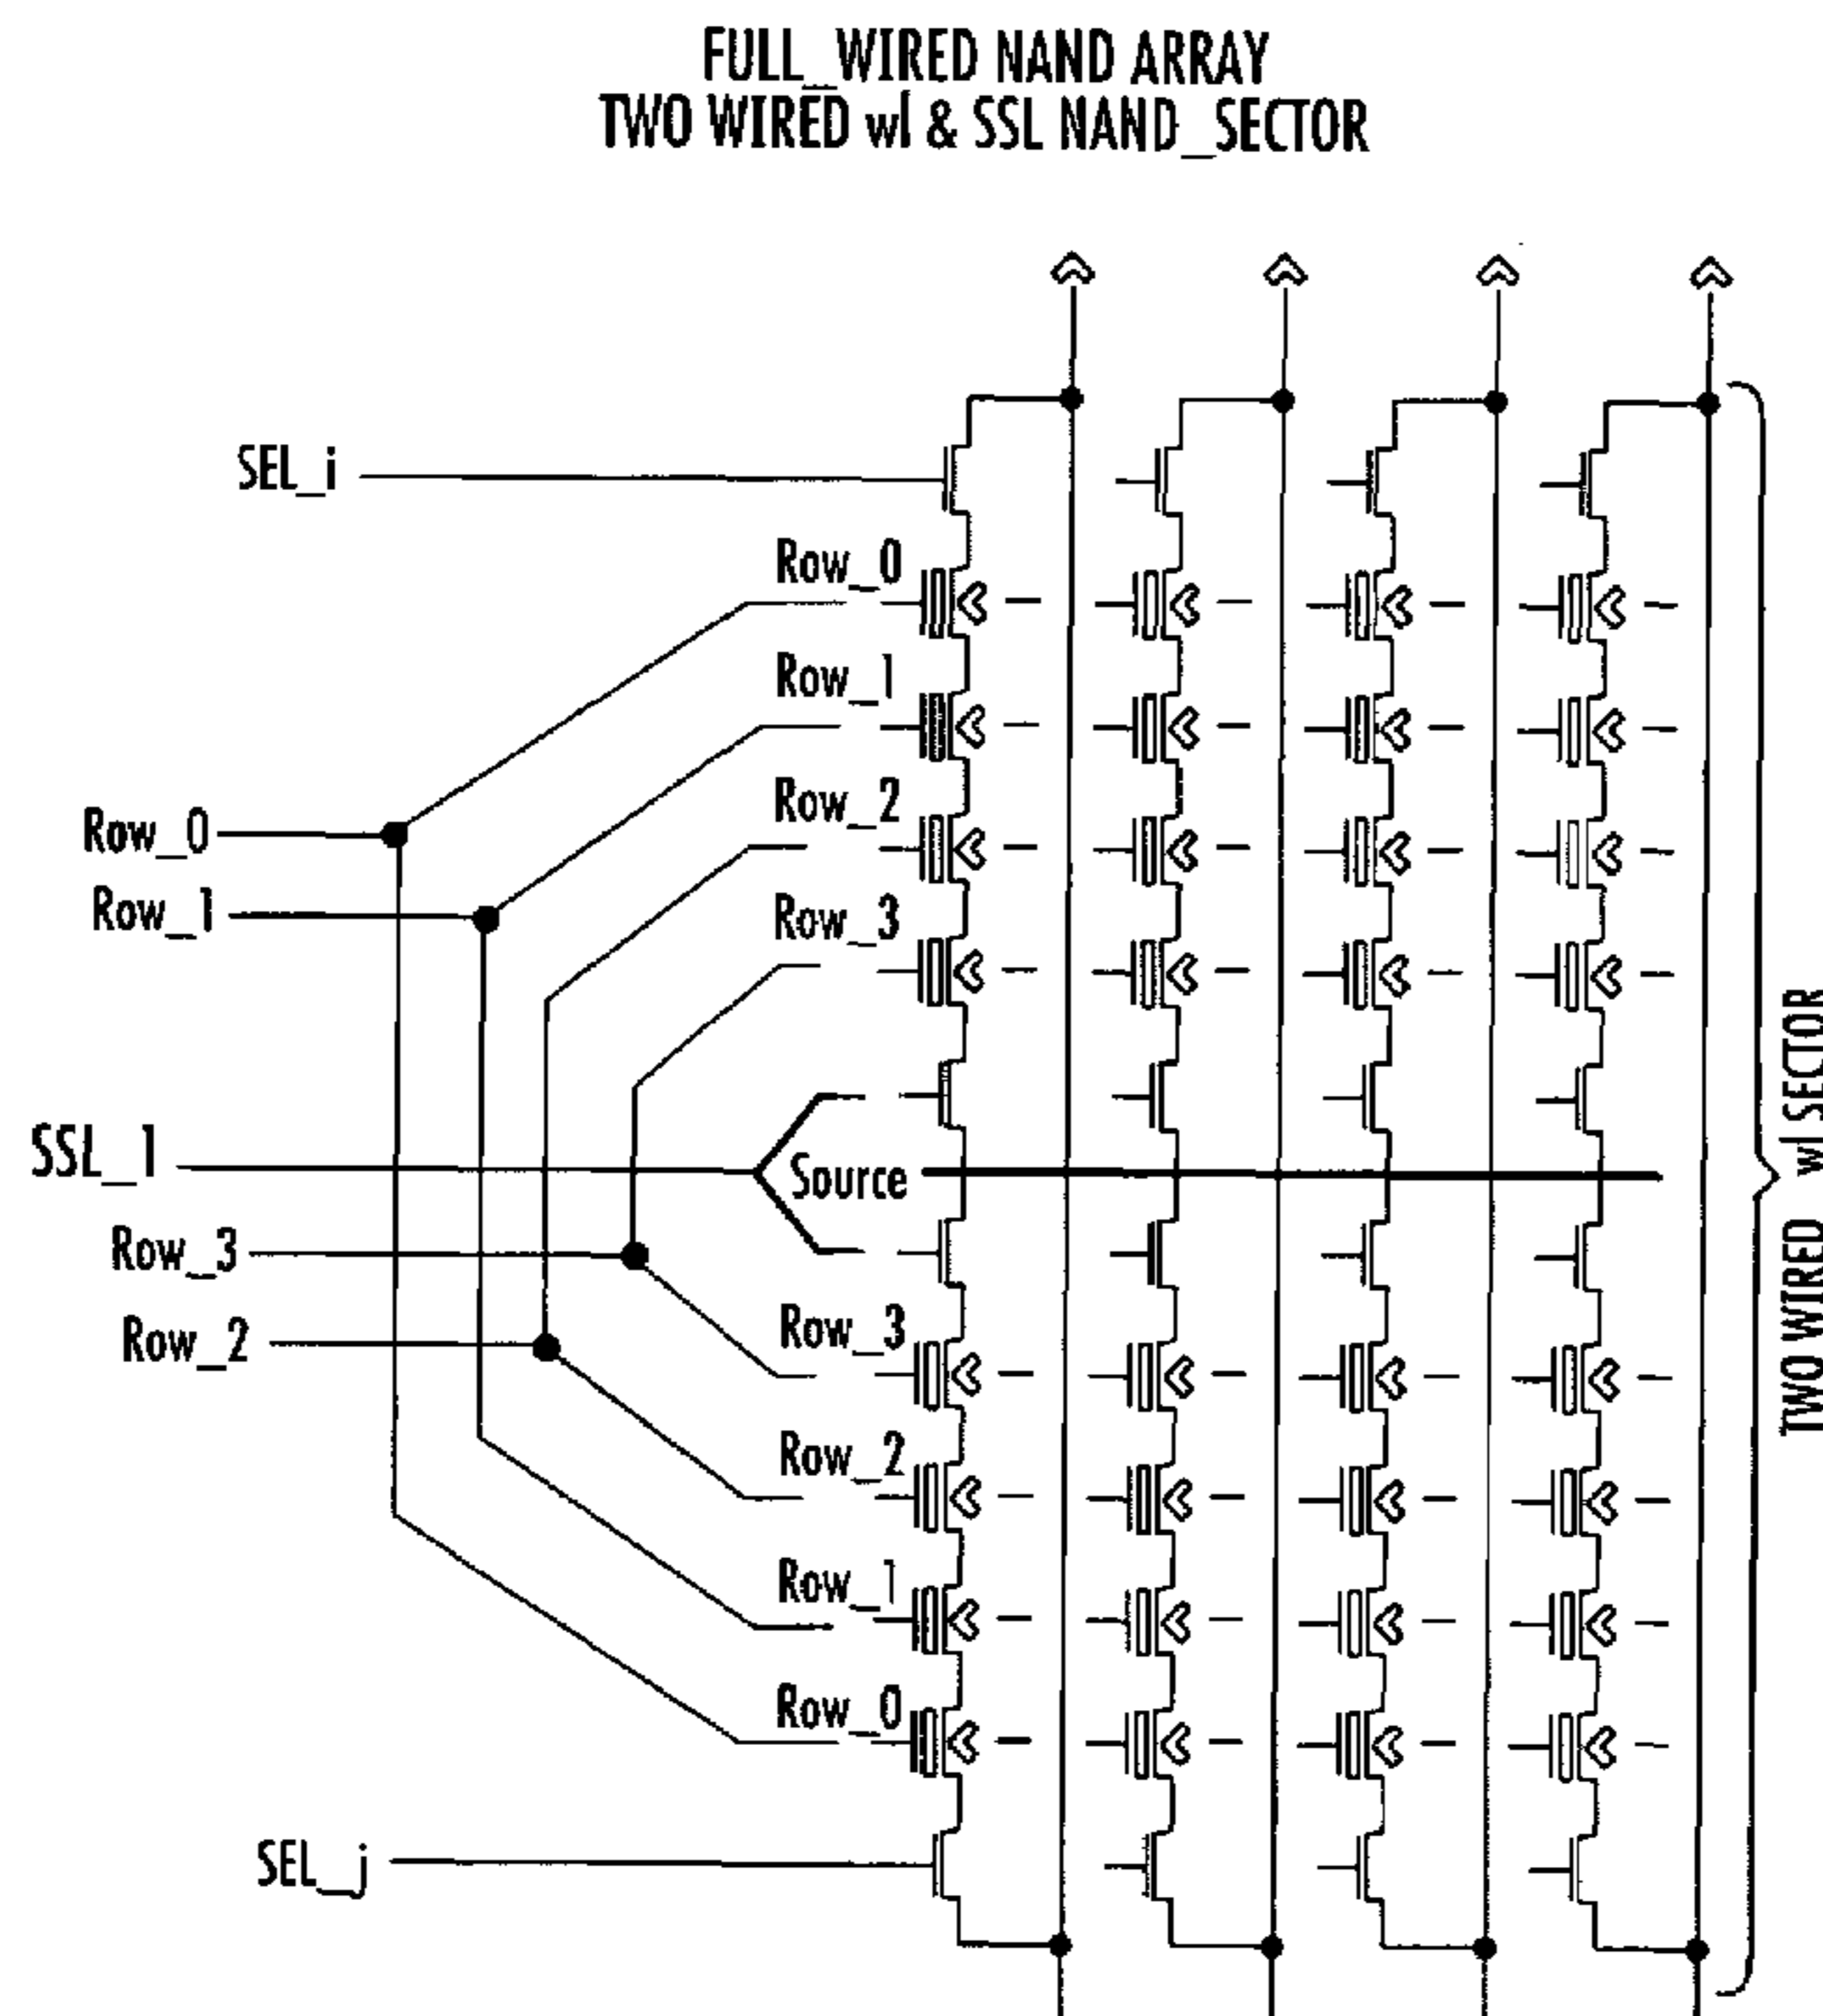 FULL_WIRED NAND ARRAY
TWO WIRED wl & SSL NAND_SECTOR
SEL_i
Row_0
Row_1
Row_2
Row_0
Row_1
Row_3
SSL_1
Source
Row_3
Row_2
Row_3
Row_2
Row_1
Row_0
SEL_j
TWO WIRED wl SECTOR